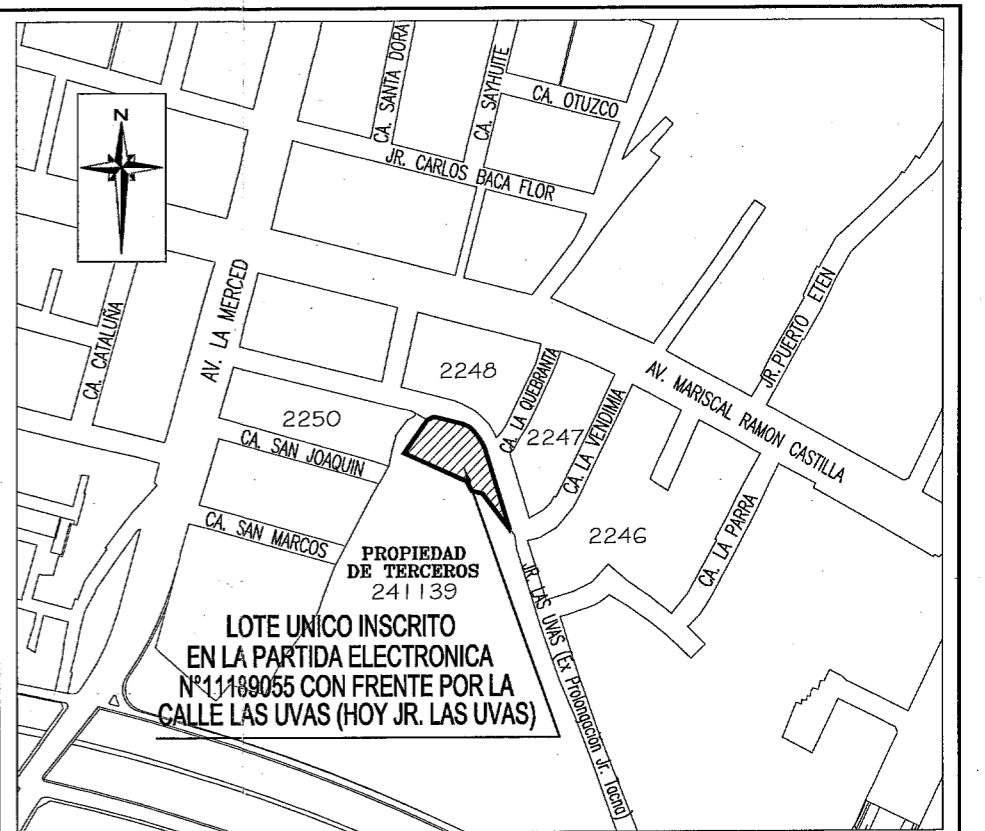 CA. SANTA DORA
CA. SAYHUITE
CA. OTUZCO
N
JR. CARLOS BACA FLOR
CA. CATALUÑA
AV. LA MERCED
JR. PUERTO ETEN
2248
CA. LA QUEBRANTA
AV. MARISCAL RAMON CASTILLA
2250
CA. SAN JOAQUIN
2247
CA. LA VENDIMIA
CA. SAN MARCOS
2246
CA. LA PARRA
PROPIEDAD
DE TERCEROS
241139
JR. LAS UVAS (Ex Prolongacion Jr. Tacna)
LOTE UNICO INSCRITO
EN LA PARTIDA ELECTRONICA
N°11189055 CON FRENTE POR LA
CALLE LAS UVAS (HOY JR. LAS UVAS)